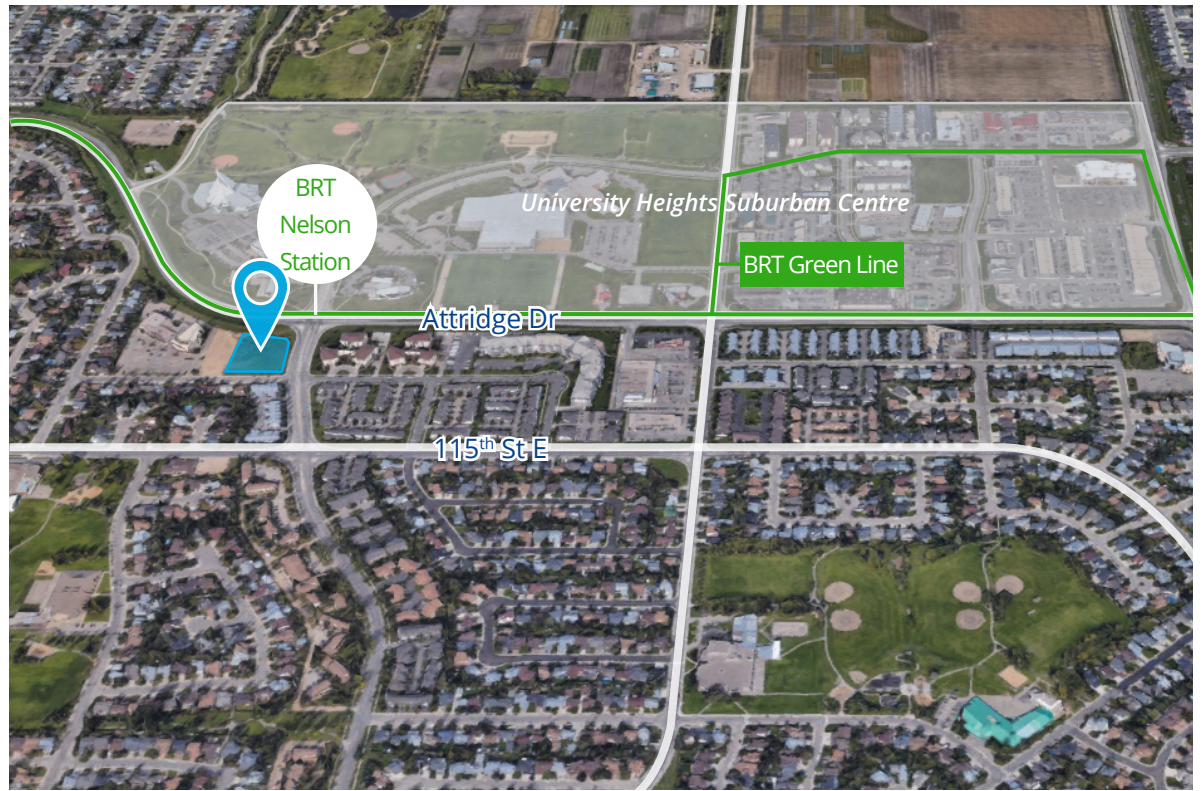 BRT
Nelson
Station
University Heights Suburban Centre
BRT Green Line
Attridge Dr
115th St E